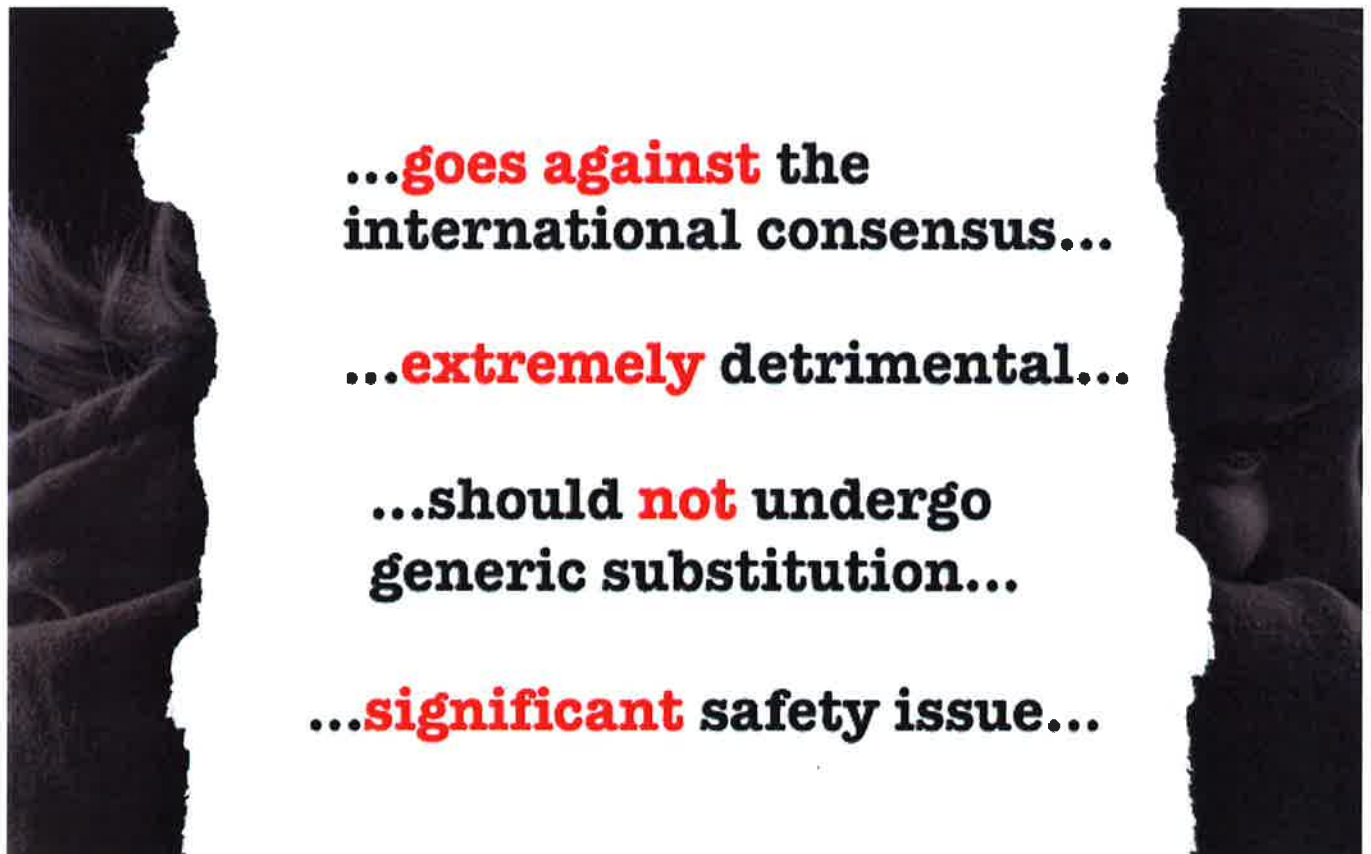 ...goes against the
international consensus...
...extremely detrimental...
...should not undergo
generic substitution...
...significant safety issue...